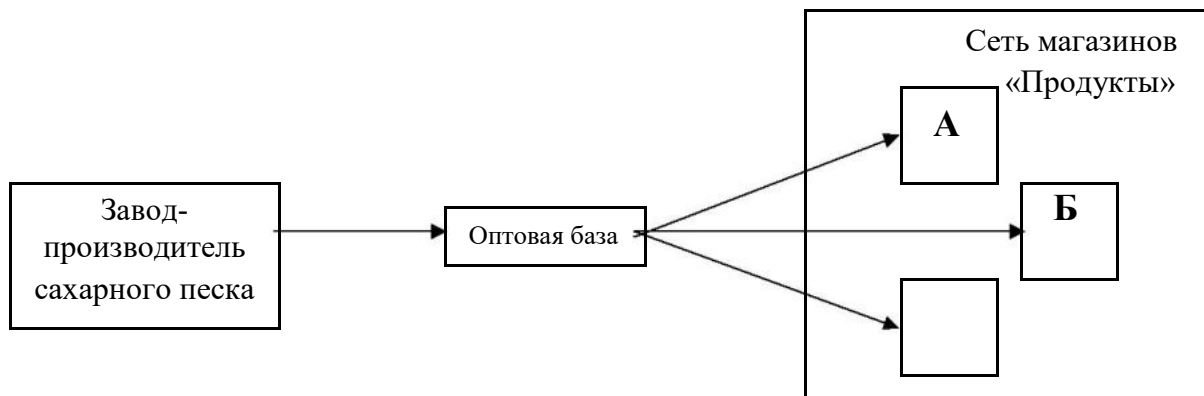 Сеть магазинов
«Продукты»
А
Б
Завод-
производитель
сахарного песка
Оптовая база